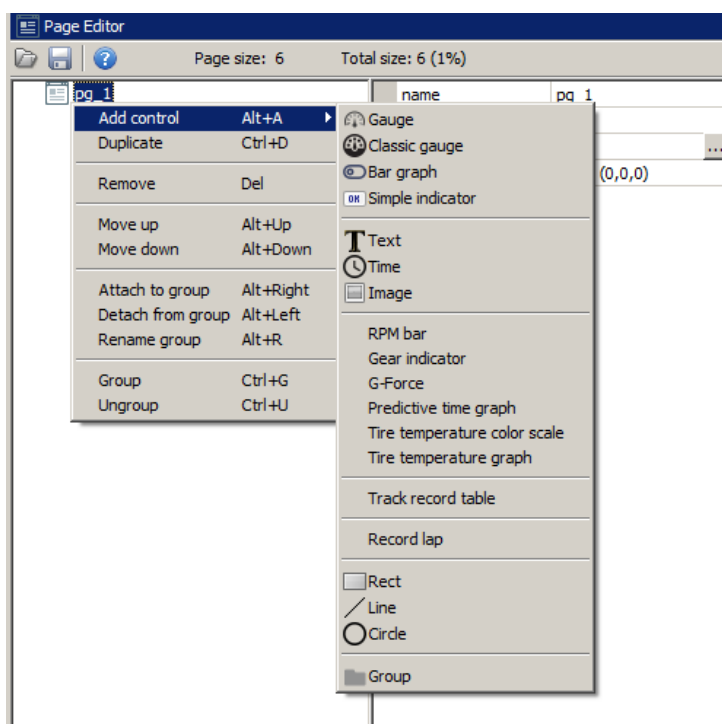 Page Editor
Page size: 6 Total size: 6 (1%)
pg_1
name pg_1
Add control Alt+A
Duplicate Ctrl+D
Remove Del
Move up Alt+Up
Move down Alt+Down
Attach to group Alt+Right
Detach from group Alt+Left
Rename group Alt+R
Group Ctrl+G
Ungroup Ctrl+U
Gauge
Classic gauge
Bar graph
OK Simple indicator
Text
Time
Image
RPM bar
Gear indicator
G-Force
Predictive time graph
Tire temperature color scale
Tire temperature graph
Track record table
Record lap
Rect
Line
Circle
Group
...
(0,0,0)